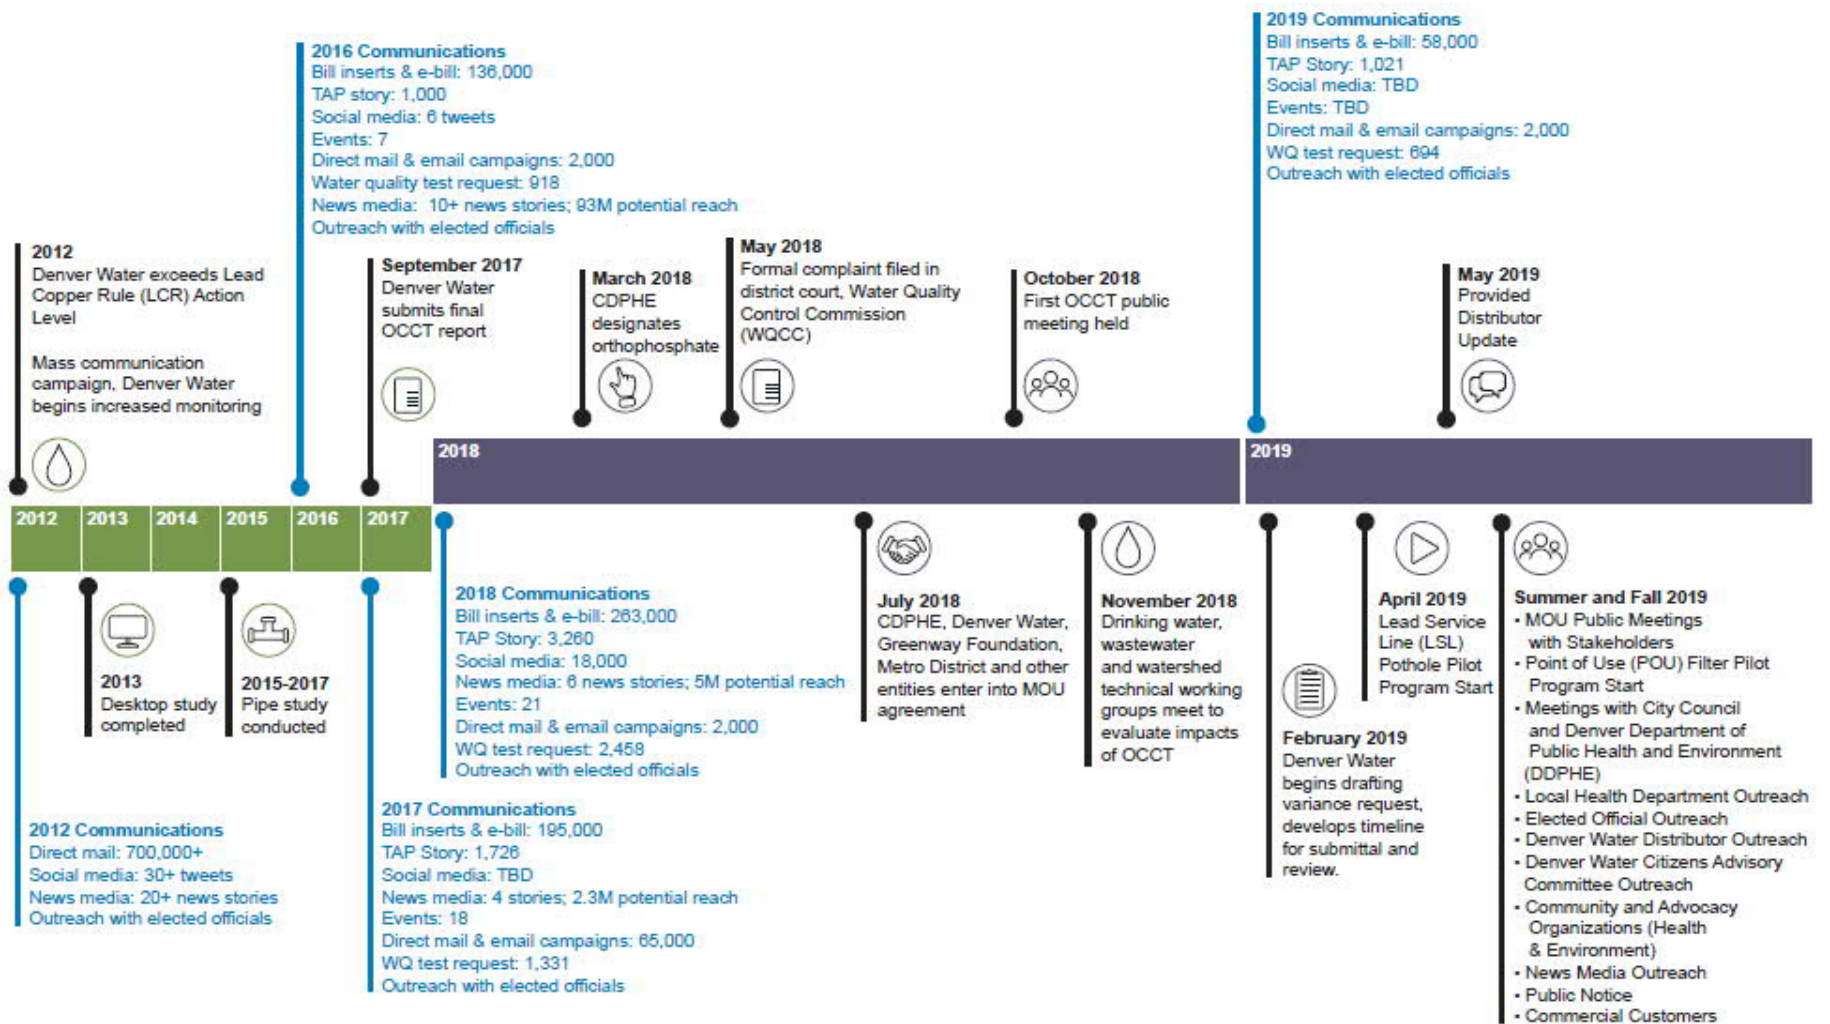 2019 Communications
Bill inserts & e-bill: 58,000
TAP Story: 1,021
Social media: TBD
Events: TBD
Direct mail & email campaigns: 2,000
WQ test request: 694
Outreach with elected officials
2016 Communications
Bill inserts & e-bill: 136,000
TAP story: 1,000
Social media: 6 tweets
Events: 7
Direct mail & email campaigns: 2,000
Water quality test request: 918
News media: 10+ news stories; 93M potential reach
Outreach with elected officials
2012
Denver Water exceeds Lead
Copper Rule (LCR) Action
Level
Mass communication
campaign, Denver Water
begins increased monitoring
September 2017
Denver Water
submits final
OCCT report
March 2018
CDPHE
designates
orthophosphate
May 2018
Formal complaint filed in
district court, Water Quality
Control Commission
(WQCC)
October 2018
First OCCT public
meeting held
May 2019
Provided
Distributor
Update
2018
2019
2012
2013
2014
2015
2016
2017
2013
Desktop study
completed
2015-2017
Pipe study
conducted
2018 Communications
Bill inserts & e-bill: 263,000
TAP Story: 3,260
Social media: 18,000
News media: 6 news stories; 5M potential reach
Events: 21
Direct mail & email campaigns: 2,000
WQ test request: 2,458
Outreach with elected officials
July 2018
CDPHE, Denver Water,
Greenway Foundation,
Metro District and other
entities enter into MOU
agreement
November 2018
Drinking water,
wastewater
and watershed
technical working
groups meet to
evaluate impacts
of OCCT
February 2019
Denver Water
begins drafting
variance request,
develops timeline
for submittal and
review.
April 2019
Lead Service
Line (LSL)
Pothole Pilot
Program Start
Summer and Fall 2019
• MOU Public Meetings
with Stakeholders
• Point of Use (POU) Filter Pilot
Program Start
• Meetings with City Council
and Denver Department of
Public Health and Environment
(DDPHE)
• Local Health Department Outreach
• Elected Official Outreach
• Denver Water Distributor Outreach
• Denver Water Citizens Advisory
Committee Outreach
• Community and Advocacy
Organizations (Health
& Environment)
• News Media Outreach
• Public Notice
• Commercial Customers
2012 Communications
Direct mail: 700,000+
Social media: 30+ tweets
News media: 20+ news stories
Outreach with elected officials
2017 Communications
Bill inserts & e-bill: 195,000
TAP Story: 1,726
Social media: TBD
News media: 4 stories; 2.3M potential reach
Events: 18
Direct mail & email campaigns: 65,000
WQ test request: 1,331
Outreach with elected officials